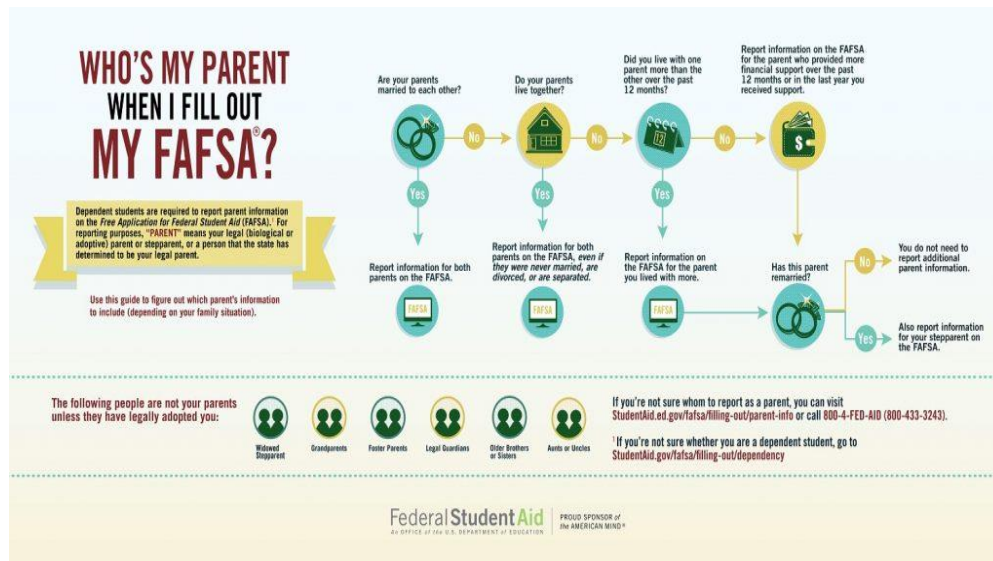 WHO'S MY PARENT
WHEN I FILL OUT
MY FAFSA®?
Dependent students are required to report parent information
on the Free Application for Federal Student Aid (FAFSA).¹ For
reporting purposes, "PARENT" means your legal (biological or
adoptive) parent or stepparent, or a person that the state has
determined to be your legal parent.
Use this guide to figure out which parent's information
to include (depending on your family situation).
Are your parents
married to each other?
No
Yes
Report information for both
parents on the FAFSA.
FAFSA
Do your parents
live together?
No
Yes
Report information for both
parents on the FAFSA, even if
they were never married, are
divorced, or are separated.
FAFSA
Did you live with one
parent more than the
other over the past
12 months?
12
No
Yes
Report information on
the FAFSA for the parent
you lived with more.
FAFSA
Report information on the FAFSA
for the parent who provided more
financial support over the past
12 months or in the last year you
received support.
$
Has this parent
remarried?
No
You do not need to
report additional
parent information.
Yes
Also report information
for your stepparent on
the FAFSA.
The following people are not your parents
unless they have legally adopted you:
Widowed
Stepparent
Grandparents
Foster Parents
Legal Guardians
Older Brothers
or Sisters
Aunts or Uncles
If you're not sure whom to report as a parent, you can visit
StudentAid.ed.gov/fafsa/filling-out/parent-info or call 800-4-FED-AID (800-433-3243).
¹ If you're not sure whether you are a dependent student, go to
StudentAid.gov/fafsa/filling-out/dependency
Federal Student Aid
An OFFICE of the U.S. DEPARTMENT of EDUCATION
PROUD SPONSOR of
the AMERICAN MIND®